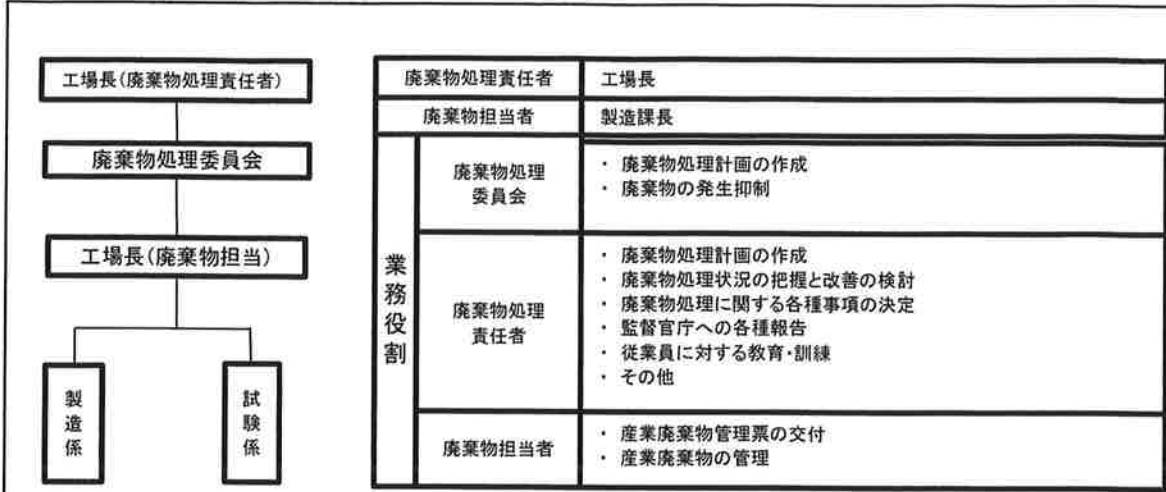 工場長(廃棄物処理責任者)
廃棄物処理委員会
工場長(廃棄物担当)
製造係
試験係
廃棄物処理責任者 工場長
廃棄物担当者 製造課長
業務役割
廃棄物処理
委員会
・ 廃棄物処理計画の作成
・ 廃棄物の発生抑制
廃棄物処理
責任者
・ 廃棄物処理計画の作成
・ 廃棄物処理状況の把握と改善の検討
・ 廃棄物処理に関する各種事項の決定
・ 監督官庁への各種報告
・ 従業員に対する教育・訓練
・ その他
廃棄物担当者
・ 産業廃棄物管理票の交付
・ 産業廃棄物の管理